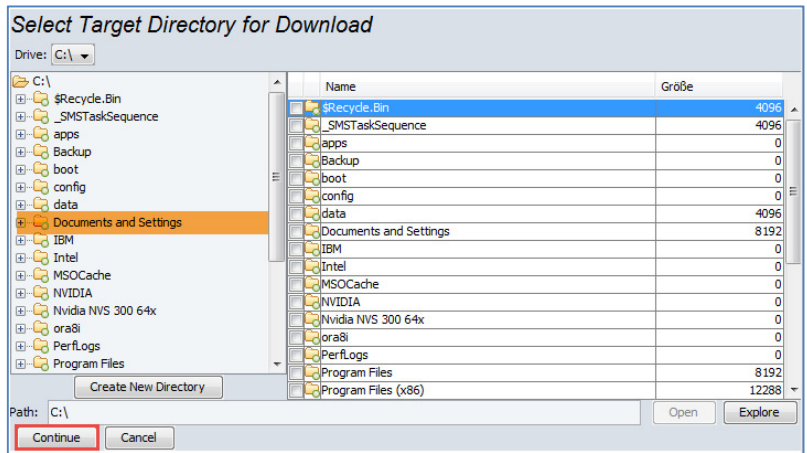 Select Target Directory for Download
Drive: C:\
C:\
$Recycle.Bin
_SMSTaskSequence
apps
Backup
boot
config
data
Documents and Settings
IBM
Intel
MSOCache
NVIDIA
Nvidia NVS 300 64x
ora8i
PerfLogs
Program Files
Create New Directory
Name Größe
$Recycle.Bin 4096
_SMSTaskSequence 4096
apps 0
Backup 0
boot 0
config 0
data 4096
Documents and Settings 8192
IBM 0
Intel 0
MSOCache 0
NVIDIA 0
Nvidia NVS 300 64x 0
ora8i 0
PerfLogs 0
Program Files 8192
Program Files (x86) 12288
Path: C:\ Open Explore
Continue Cancel